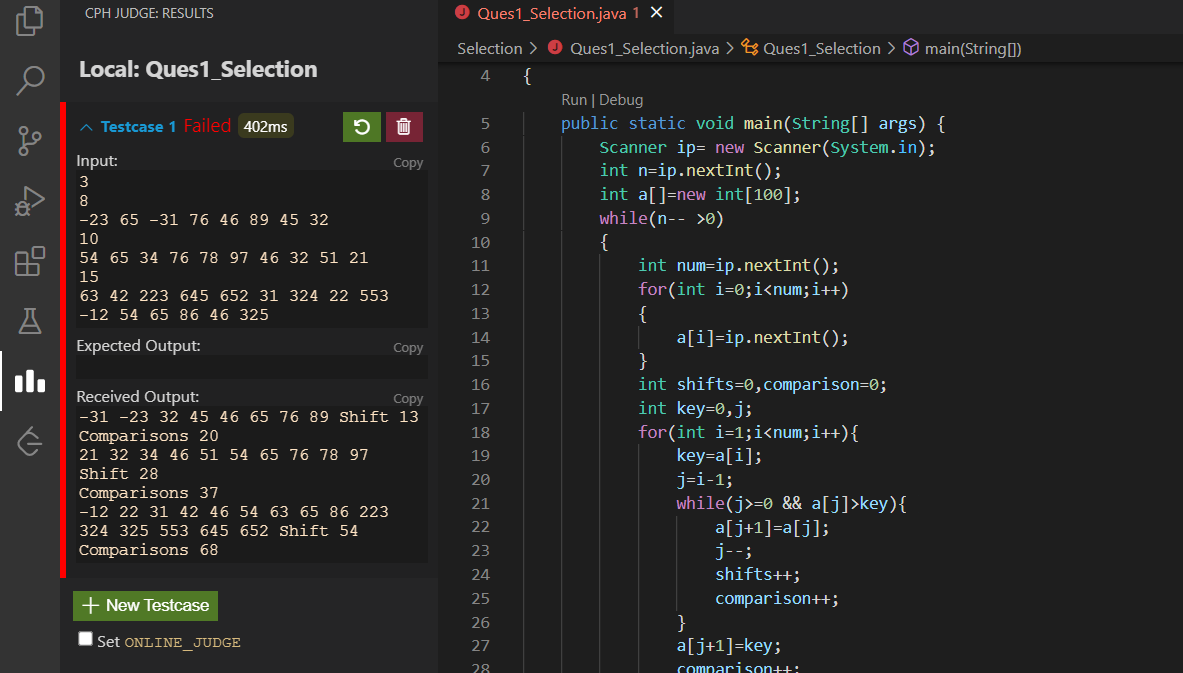 CPH JUDGE: RESULTS
Local: Ques1_Selection
Testcase 1 Failed 402ms
Input:
Copy
3
8
-23 65 -31 76 46 89 45 32
10
54 65 34 76 78 97 46 32 51 21
15
63 42 223 645 652 31 324 22 553
-12 54 65 86 46 325
Expected Output:
Copy
Received Output:
Copy
-31 -23 32 45 46 65 76 89 Shift 13
Comparisons 20
21 32 34 46 51 54 65 76 78 97
Shift 28
Comparisons 37
-12 22 31 42 46 54 63 65 86 223
324 325 553 645 652 Shift 54
Comparisons 68
+ New Testcase
Set ONLINE_JUDGE
J Ques1_Selection.java 1 ×
Selection > J Ques1_Selection.java > Ques1_Selection > main(String[])
4 {
Run | Debug
5 public static void main(String[] args) {
6 Scanner ip= new Scanner(System.in);
7 int n=ip.nextInt();
8 int a[]=new int[100];
9 while(n-- >0)
10 {
11 int num=ip.nextInt();
12 for(int i=0;i<num;i++)
13 {
14 a[i]=ip.nextInt();
15 }
16 int shifts=0,comparison=0;
17 int key=0,j;
18 for(int i=1;i<num;i++){
19 key=a[i];
20 j=i-1;
21 while(j>=0 && a[j]>key){
22 a[j+1]=a[j];
23 j--;
24 shifts++;
25 comparison++;
26 }
27 a[j+1]=key;
28 comparison++;